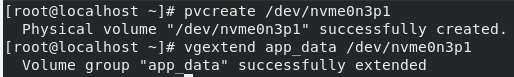 [root@localhost ~]# pvcreate /dev/nvme0n3p1
  Physical volume "/dev/nvme0n3p1" successfully created.
[root@localhost ~]# vgextend app_data /dev/nvme0n3p1
  Volume group "app_data" successfully extended